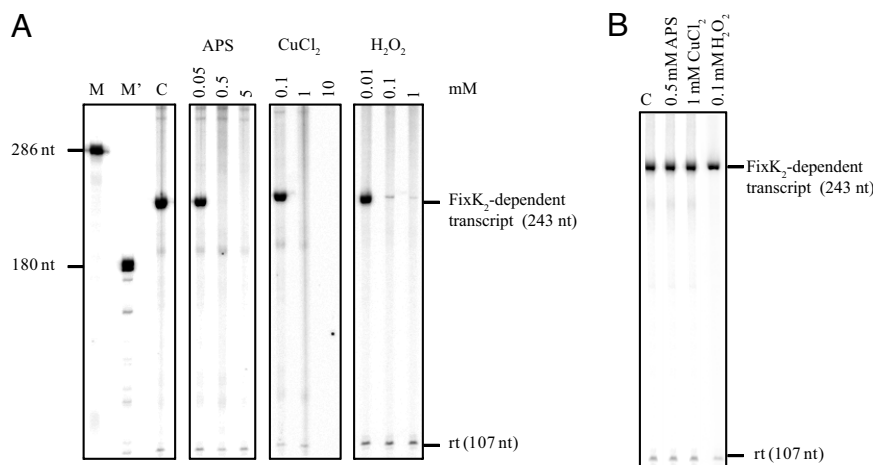 A
APS CuCl₂ H₂O₂
M M' C 0.05 0.5 5 0.1 1 10 0.01 0.1 1 mM
286 nt
FixK₂-dependent
transcript (243 nt)
180 nt
rt (107 nt)
B
C 0.5 mM APS 1 mM CuCl₂ 0.1 mM H₂O₂
FixK₂-dependent
transcript (243 nt)
rt (107 nt)